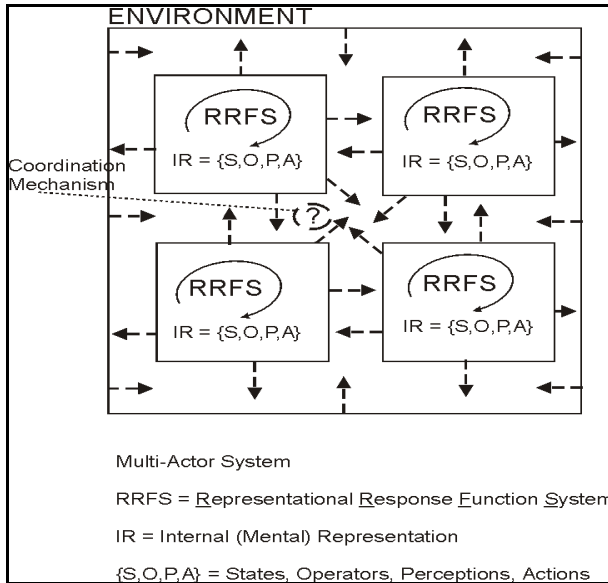 ENVIRONMENT
RRFS
IR = {S,O,P,A}
RRFS
IR = {S,O,P,A}
Coordination
Mechanism
?
RRFS
IR = {S,O,P,A}
RRFS
IR = {S,O,P,A}
Multi-Actor System
RRFS = Representational Response Function System
IR = Internal (Mental) Representation
{S,O,P,A} = States, Operators, Perceptions, Actions